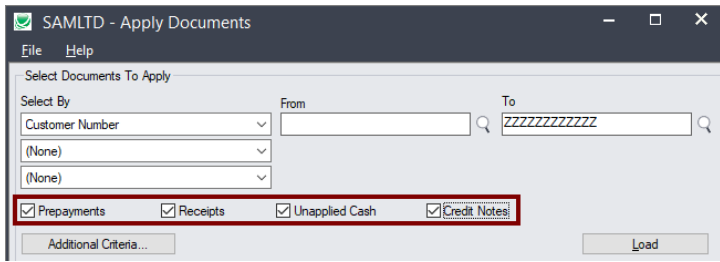 SAMLTD - Apply Documents
File Help
Select Documents To Apply
Select By From To
Customer Number ZZZZZZZZZZZZ
(None)
(None)
Prepayments Receipts Unapplied Cash Credit Notes
Additional Criteria... Load